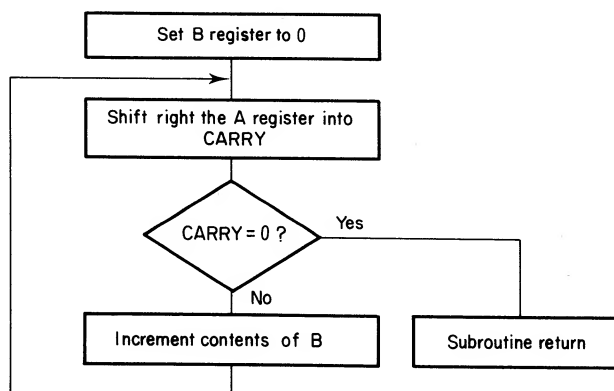 Set B register to 0
Shift right the A register into
CARRY
CARRY = 0 ?
Yes
No
Increment contents of B
Subroutine return